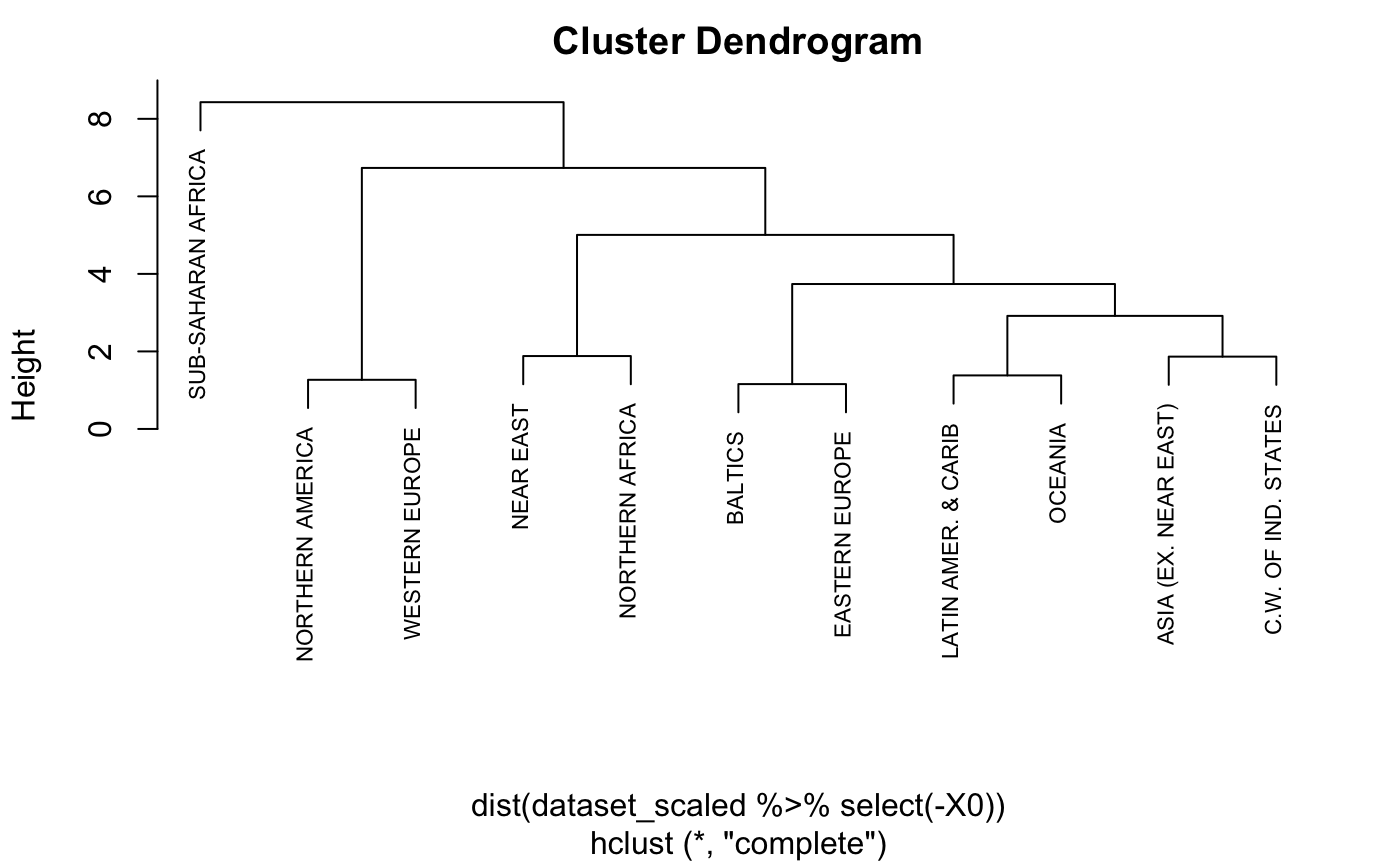 Cluster Dendrogram
Height
8
6
4
2
0
SUB-SAHARAN AFRICA
NORTHERN AMERICA
WESTERN EUROPE
NEAR EAST
NORTHERN AFRICA
BALTICS
EASTERN EUROPE
LATIN AMER. & CARIB
OCEANIA
ASIA (EX. NEAR EAST)
C.W. OF IND. STATES
dist(dataset_scaled %>% select(-X0))
hclust (*, "complete")